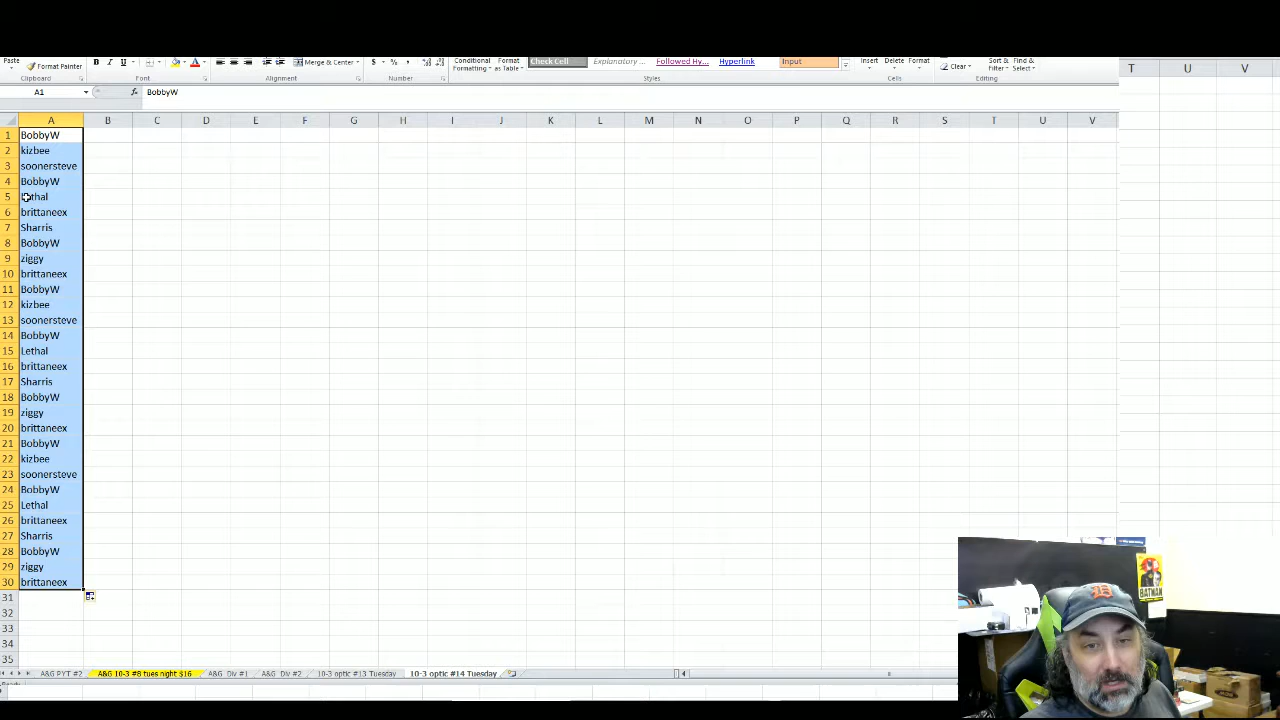 Paste
Format Painter
B I U
Merge & Center
$ % ,
Conditional Formatting
Format as Table
Check Cell
Explanatory ...
Followed Hy...
Hyperlink
Input
Insert
Delete
Format
Clear
Sort & Filter
Find & Select
Clipboard
Font
Alignment
Number
Styles
Cells
Editing
T U V
A1
fx
BobbyW
A B C D E F G H I J K L M N O P Q R S T U V
1 BobbyW
2 kizbee
3 soonersteve
4 BobbyW
5 Lethal
6 brittaneex
7 Sharris
8 BobbyW
9 ziggy
10 brittaneex
11 BobbyW
12 kizbee
13 soonersteve
14 BobbyW
15 Lethal
16 brittaneex
17 Sharris
18 BobbyW
19 ziggy
20 brittaneex
21 BobbyW
22 kizbee
23 soonersteve
24 BobbyW
25 Lethal
26 brittaneex
27 Sharris
28 BobbyW
29 ziggy
30 brittaneex
31
32
33
34
35
BATMAN
A&G PYT #2
A&G 10-3 #8 tues night $16
A&G Div #1
A&G Div #2
10-3 optic #13 Tuesday
10-3 optic #14 Tuesday